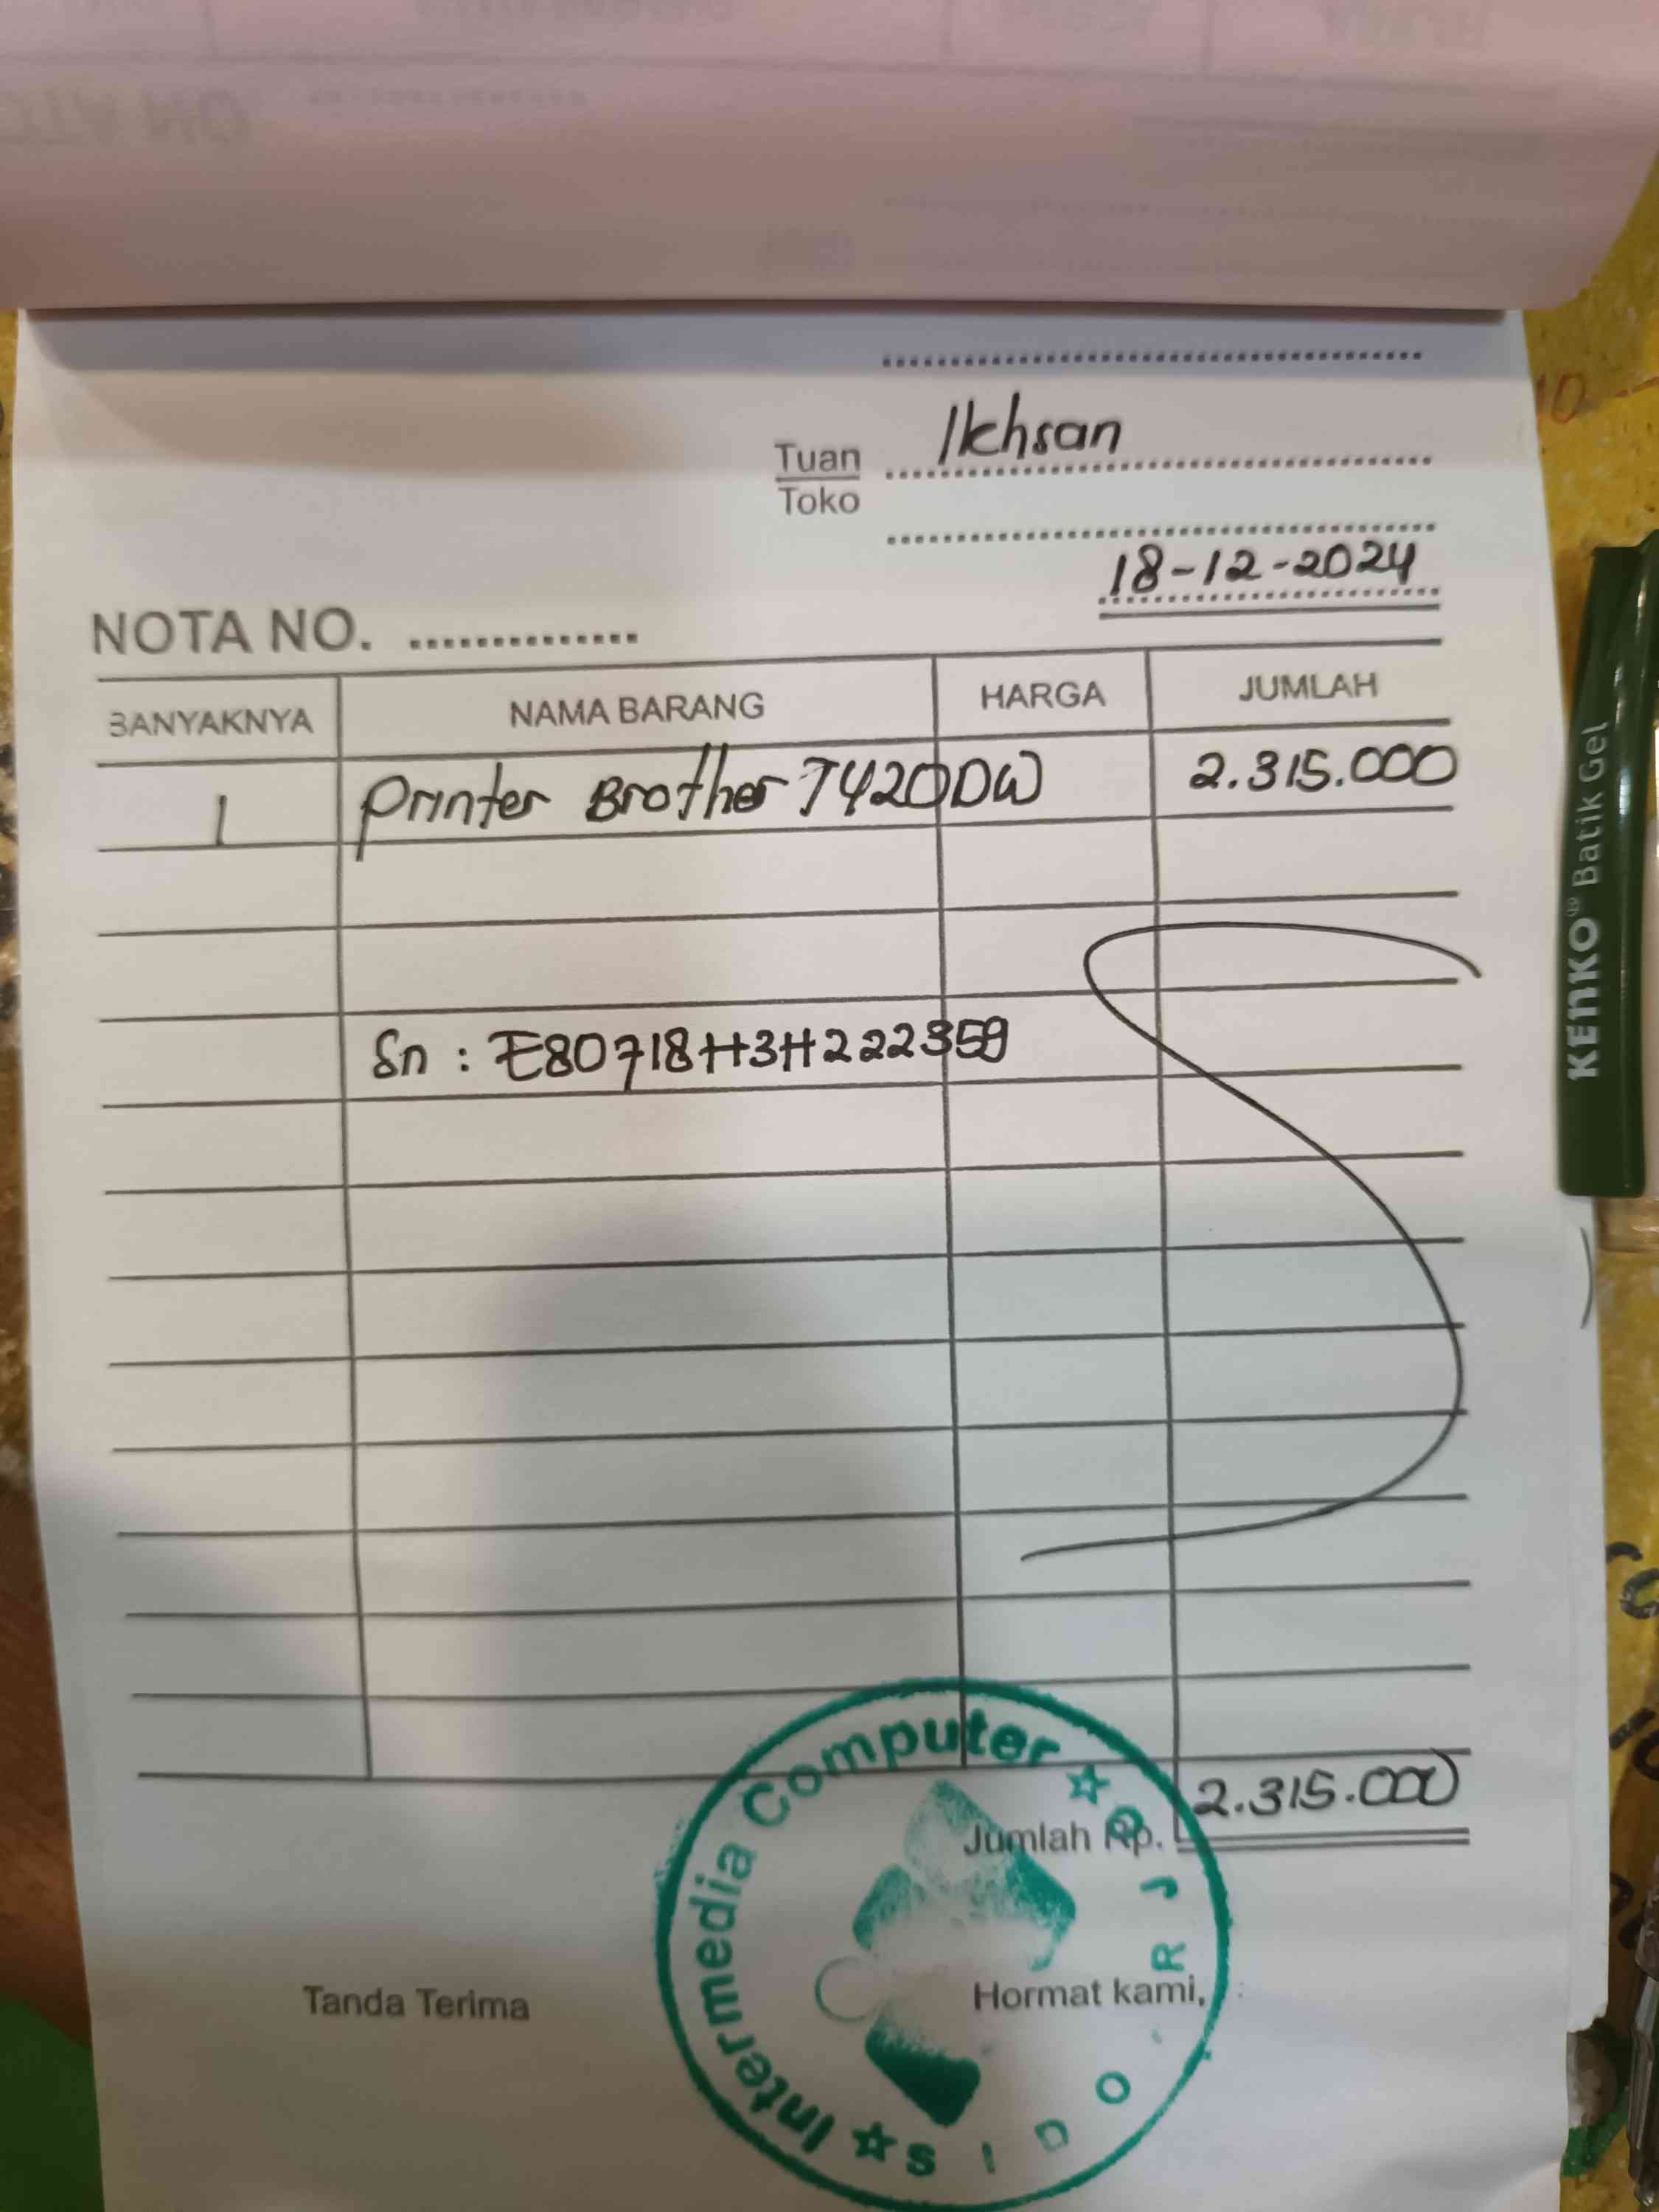 Ikhsan
Tuan
Toko
18-12-2024
NOTA NO. ..............
BANYAKNYA NAMA BARANG HARGA JUMLAH
1 Printer Brother T420DW 2.315.000
Sn : E80718H3H222359
Jumlah Rp. 2.315.000
Tanda Terima
Hormat kami,
Intermedia Computer
SIDOARJO
KENKO® Batik Gel